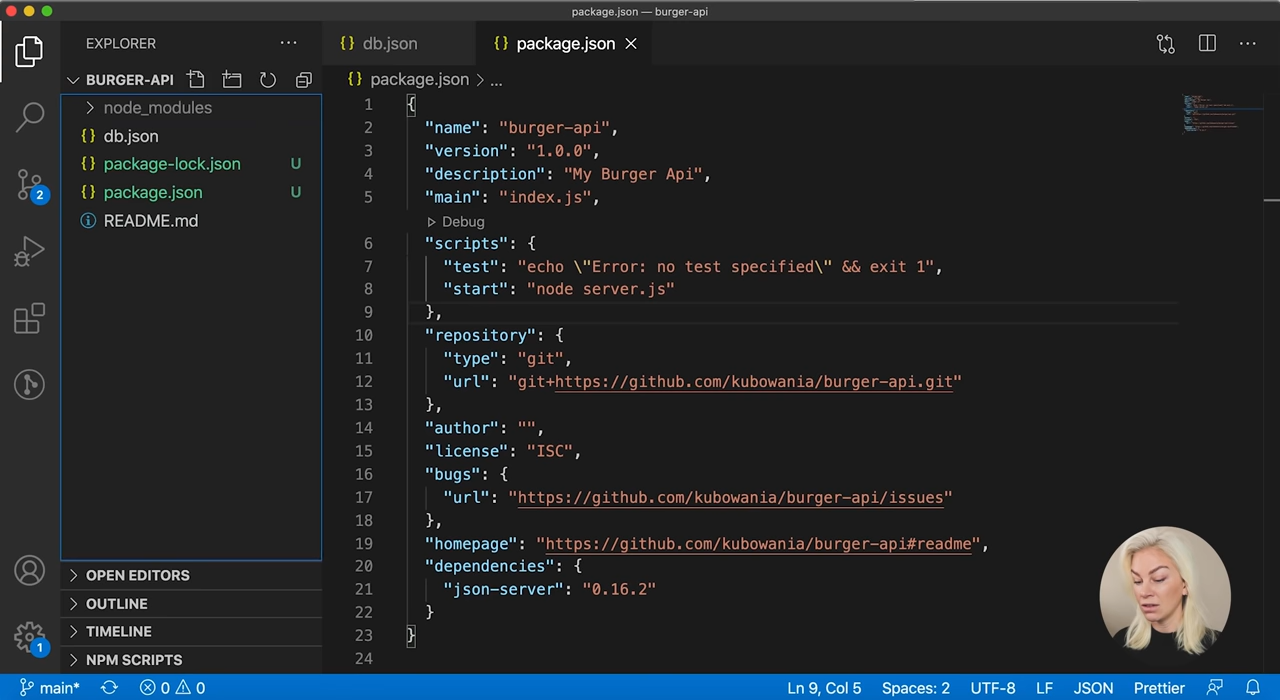 package.json — burger-api
EXPLORER
BURGER-API
node_modules
db.json
package-lock.json U
package.json U
README.md
OPEN EDITORS
OUTLINE
TIMELINE
NPM SCRIPTS
2
1
{} db.json
{} package.json
{} package.json > ...
1 {
2 "name": "burger-api",
3 "version": "1.0.0",
4 "description": "My Burger Api",
5 "main": "index.js",
Debug
6 "scripts": {
7 "test": "echo \"Error: no test specified\" && exit 1",
8 "start": "node server.js"
9 },
10 "repository": {
11 "type": "git",
12 "url": "git+https://github.com/kubowania/burger-api.git"
13 },
14 "author": "",
15 "license": "ISC",
16 "bugs": {
17 "url": "https://github.com/kubowania/burger-api/issues"
18 },
19 "homepage": "https://github.com/kubowania/burger-api#readme",
20 "dependencies": {
21 "json-server": "0.16.2"
22 }
23 }
24
main* 0 0 Ln 9, Col 5 Spaces: 2 UTF-8 LF JSON Prettier